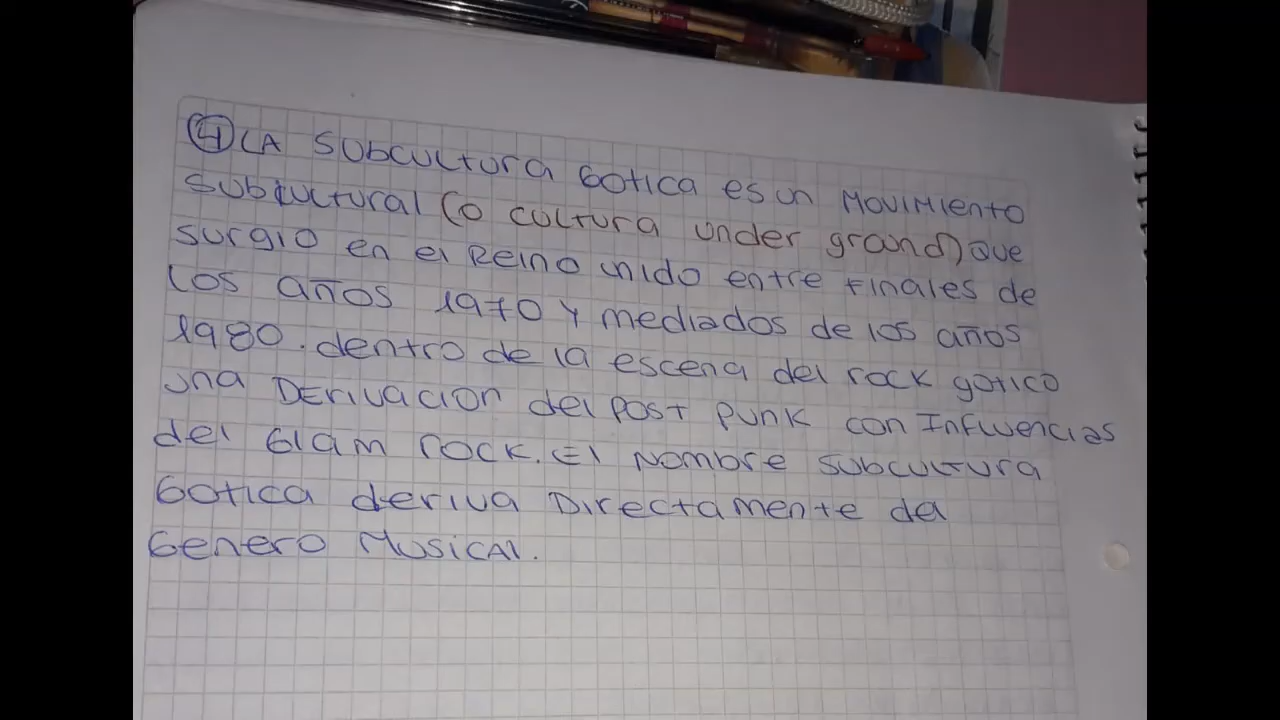 ④ LA SUBCULTURA GOTICA es un MOVIMIENTO
SUBCULTURAL (O CULTURA under grand) QUE
SURGIO en el REINO UNIDO entre FINALES de
LOS AÑOS 1970 Y mediados de los años
1980. dentro de la escena del rock gotico
una DERIVACION del POST PUNK con Influencias
del Glam ROCK. El NOMBRE SUBCULTURA
GOTICA deriva DIRECTAMENTE del
GENERO MUSICAL.